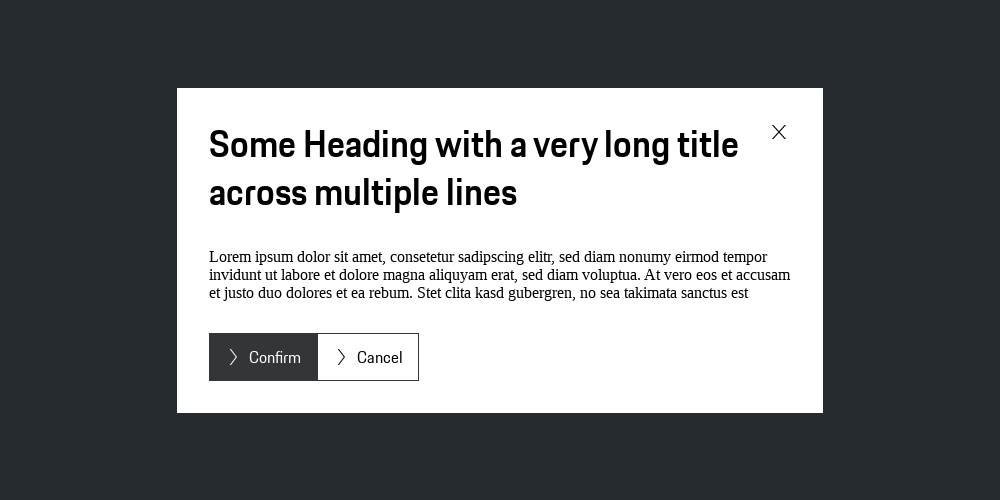 Some Heading with a very long title
across multiple lines
Lorem ipsum dolor sit amet, consetetur sadipscing elitr, sed diam nonumy eirmod tempor
invidunt ut labore et dolore magna aliquyam erat, sed diam voluptua. At vero eos et accusam
et justo duo dolores et ea rebum. Stet clita kasd gubergren, no sea takimata sanctus est
Confirm Cancel